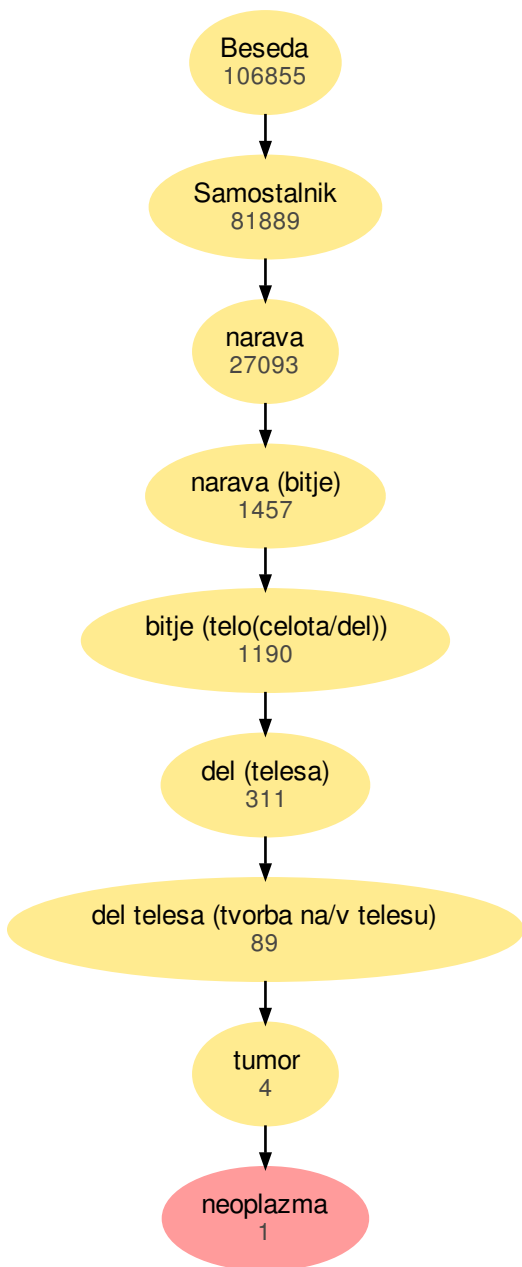 Beseda
106855
Samostalnik
81889
narava
27093
narava (bitje)
1457
bitje (telo(celota/del))
1190
del (telesa)
311
del telesa (tvorba na/v telesu)
89
tumor
4
neoplazma
1